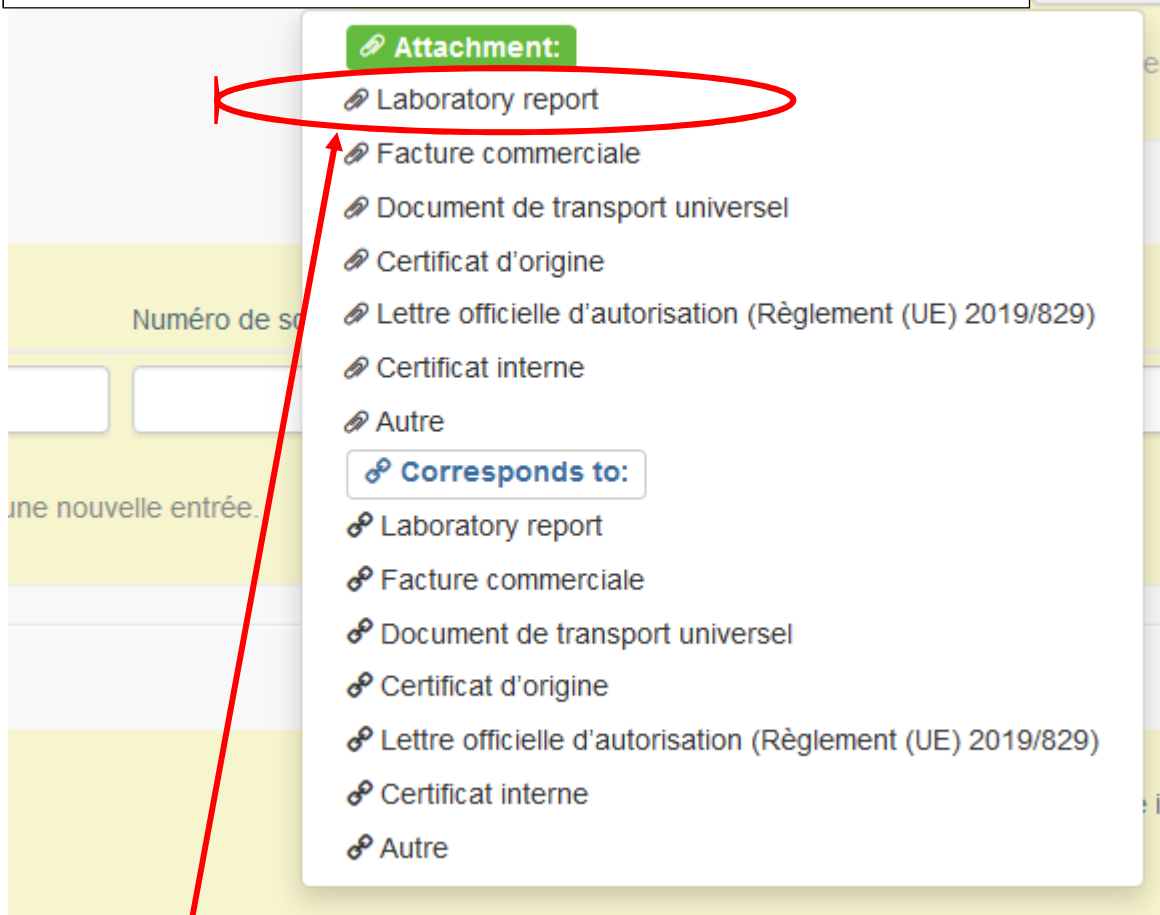 Attachment:
Laboratory report
Facture commerciale
Document de transport universel
Certificat d'origine
Numéro de
Lettre officielle d'autorisation (Règlement (UE) 2019/829)
Certificat interne
Autre
Corresponds to:
nouvelle entrée.
Laboratory report
Facture commerciale
Document de transport universel
Certificat d'origine
Lettre officielle d'autorisation (Règlement (UE) 2019/829)
Certificat interne
Autre